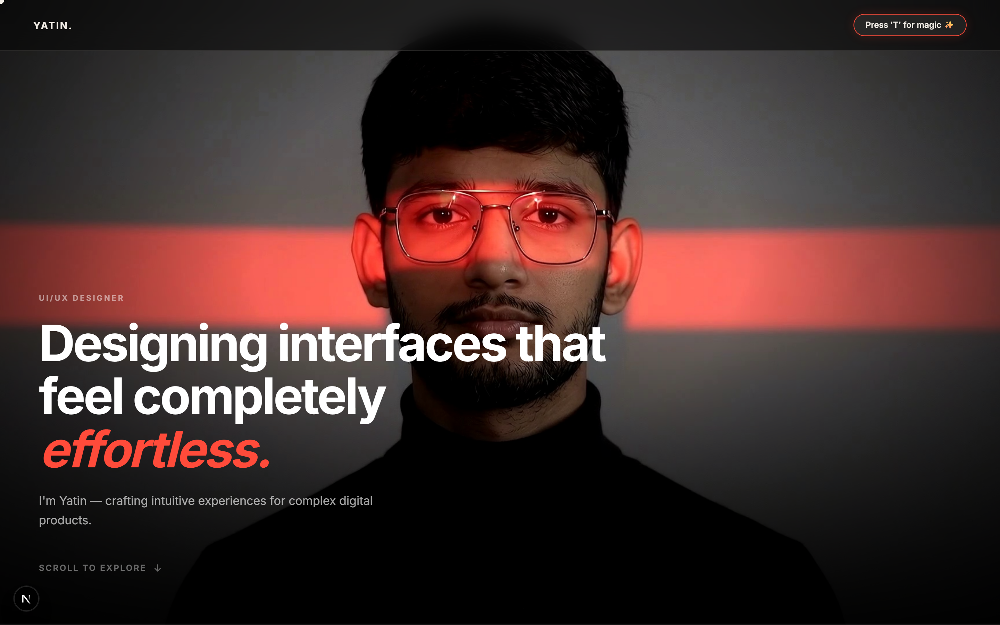 YATIN.
Press 'T' for magic ✨
UI/UX DESIGNER
Designing interfaces that
feel completely
effortless.
I'm Yatin — crafting intuitive experiences for complex digital
products.
SCROLL TO EXPLORE ↓
N